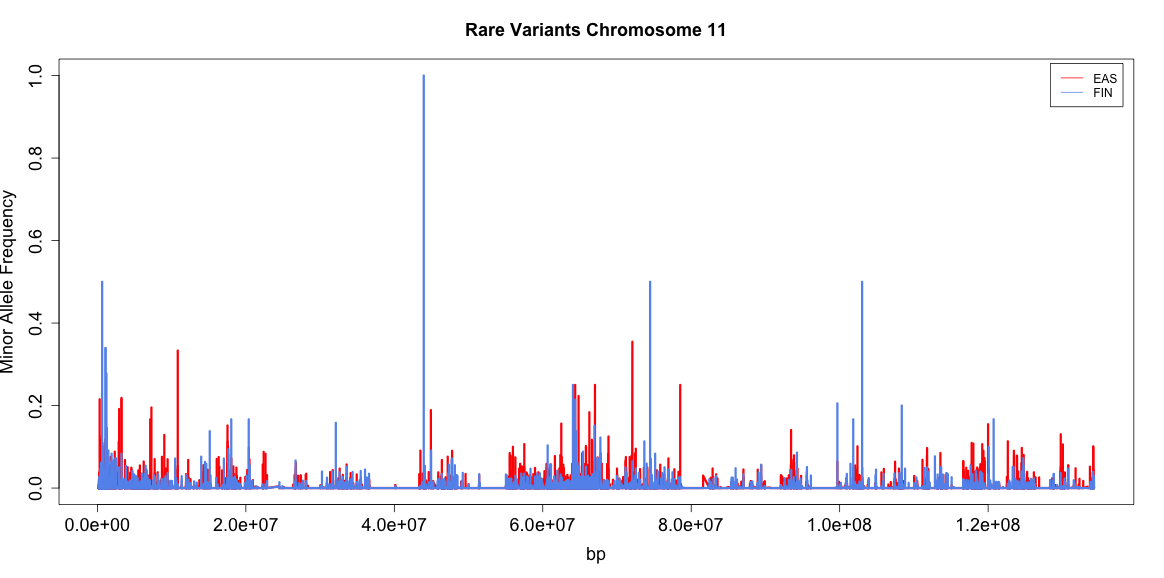 Rare Variants Chromosome 11
EAS
FIN
Minor Allele Frequency
1.0
0.8
0.6
0.4
0.2
0.0
0.0e+00 2.0e+07 4.0e+07 6.0e+07 8.0e+07 1.0e+08 1.2e+08
bp